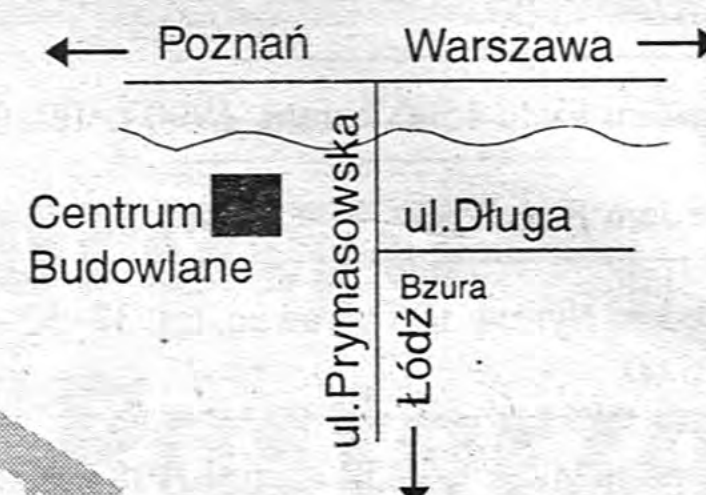 Poznań Warszawa
Centrum
Budowlane
ul.Prymasowska
ul.Długa
Bzura
Łódź